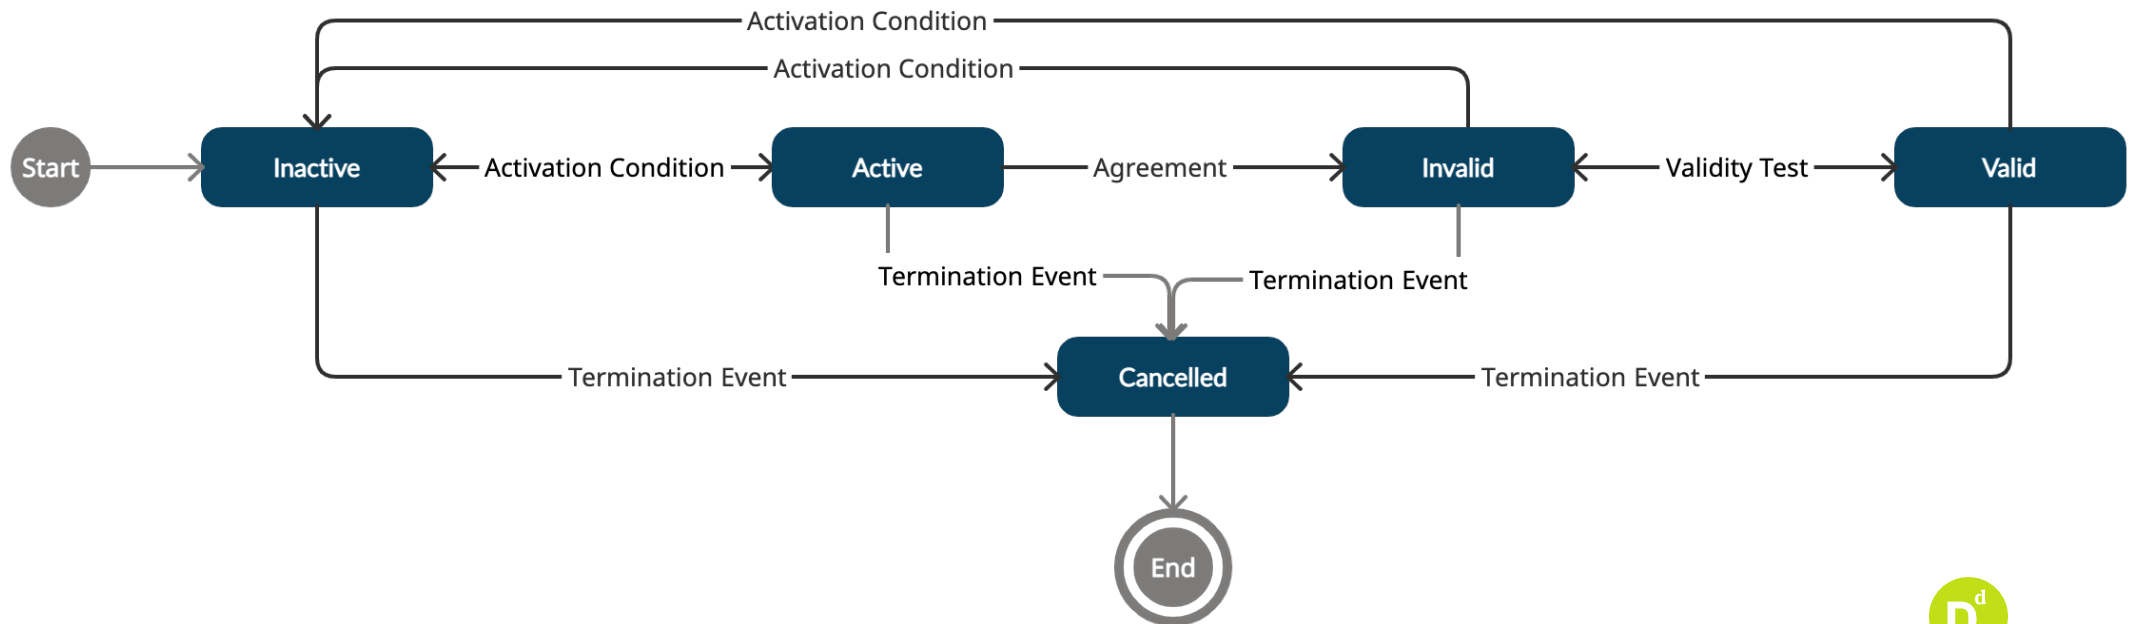 Activation Condition
Activation Condition
Start
Inactive
Activation Condition
Active
Agreement
Invalid
Validity Test
Valid
Termination Event
Termination Event
Termination Event
Cancelled
Termination Event
End
D d